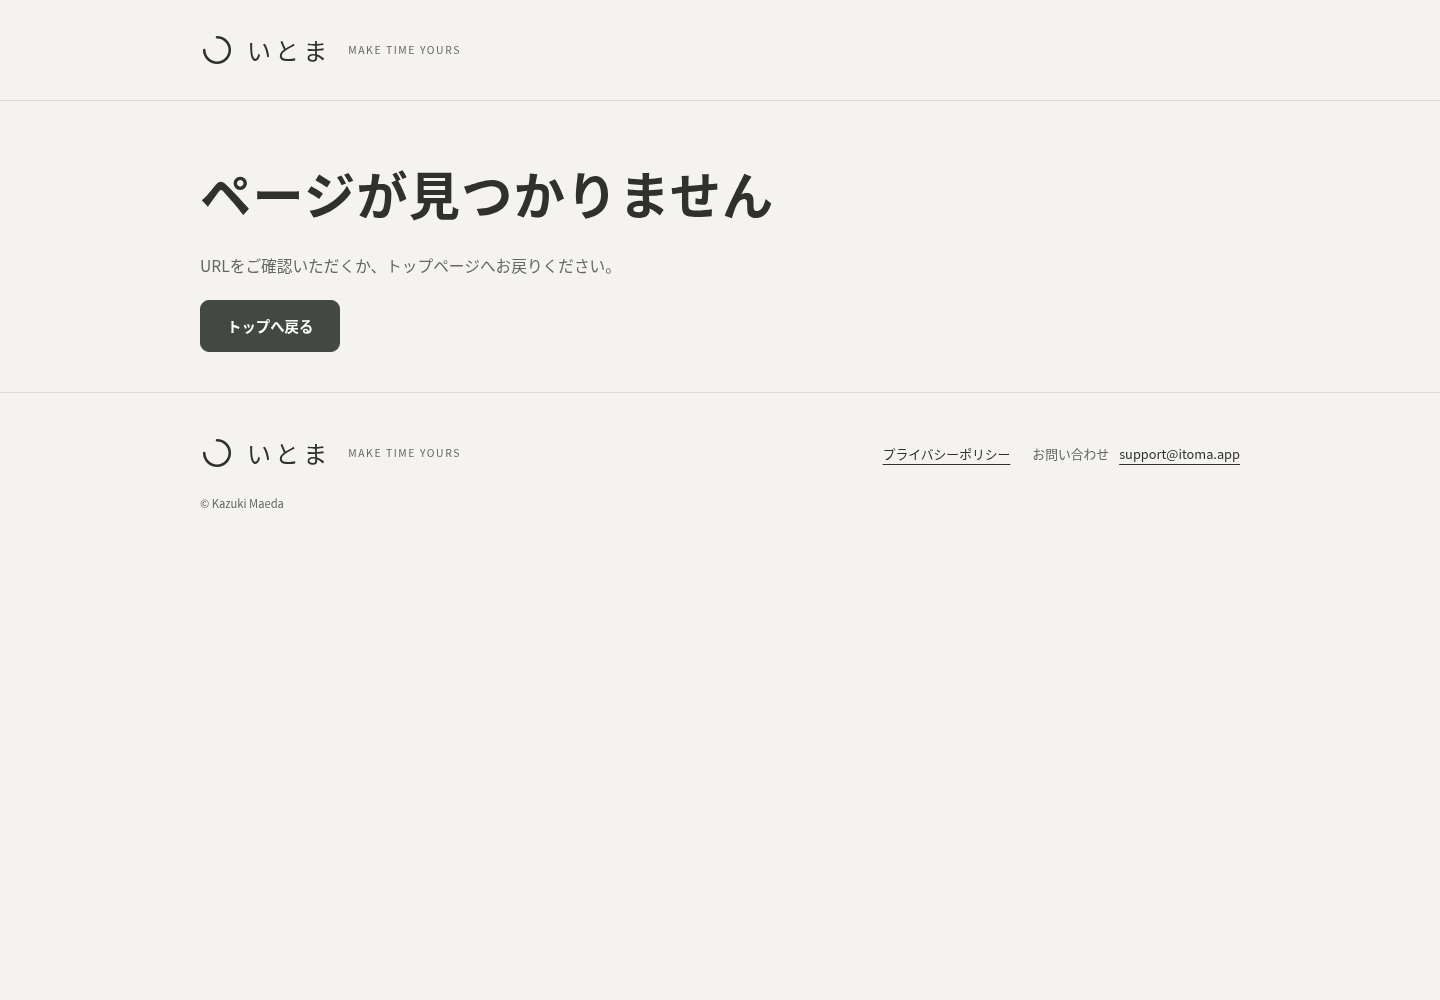 いとま MAKE TIME YOURS
ページが見つかりません
URLをご確認いただくか、トップページへお戻りください。
トップへ戻る
いとま MAKE TIME YOURS
プライバシーポリシー お問い合わせ support@itoma.app
© Kazuki Maeda